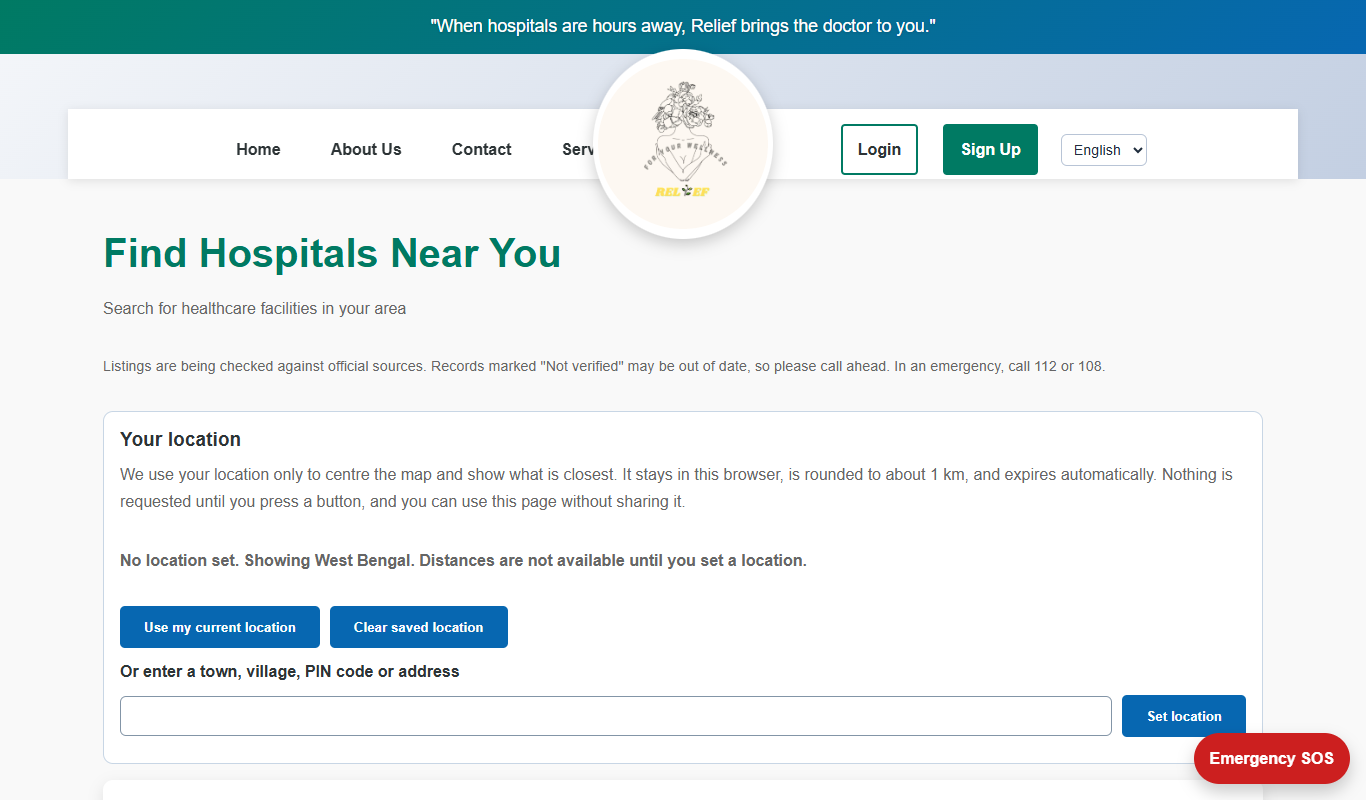 "When hospitals are hours away, Relief brings the doctor to you."
Home
About Us
Contact
Serv
FOR YOUR WELLNESS
RELIEF
Login
Sign Up
English
Find Hospitals Near You
Search for healthcare facilities in your area
Listings are being checked against official sources. Records marked "Not verified" may be out of date, so please call ahead. In an emergency, call 112 or 108.
Your location
We use your location only to centre the map and show what is closest. It stays in this browser, is rounded to about 1 km, and expires automatically. Nothing is
requested until you press a button, and you can use this page without sharing it.
No location set. Showing West Bengal. Distances are not available until you set a location.
Use my current location
Clear saved location
Or enter a town, village, PIN code or address
Set location
Emergency SOS